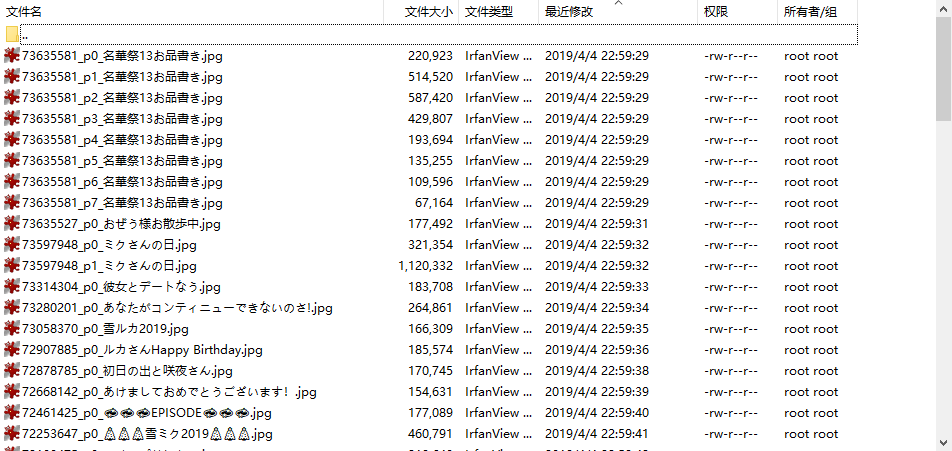 文件名 文件大小 文件类型 最近修改 权限 所有者/组
..
73635581_p0_名華祭13お品書き.jpg 220,923 IrfanView ... 2019/4/4 22:59:29 -rw-r--r-- root root
73635581_p1_名華祭13お品書き.jpg 514,520 IrfanView ... 2019/4/4 22:59:29 -rw-r--r-- root root
73635581_p2_名華祭13お品書き.jpg 587,420 IrfanView ... 2019/4/4 22:59:29 -rw-r--r-- root root
73635581_p3_名華祭13お品書き.jpg 429,807 IrfanView ... 2019/4/4 22:59:29 -rw-r--r-- root root
73635581_p4_名華祭13お品書き.jpg 193,694 IrfanView ... 2019/4/4 22:59:29 -rw-r--r-- root root
73635581_p5_名華祭13お品書き.jpg 135,255 IrfanView ... 2019/4/4 22:59:29 -rw-r--r-- root root
73635581_p6_名華祭13お品書き.jpg 109,596 IrfanView ... 2019/4/4 22:59:29 -rw-r--r-- root root
73635581_p7_名華祭13お品書き.jpg 67,164 IrfanView ... 2019/4/4 22:59:29 -rw-r--r-- root root
73635527_p0_おぜう様お散歩中.jpg 177,492 IrfanView ... 2019/4/4 22:59:31 -rw-r--r-- root root
73597948_p0_ミクさんの日.jpg 321,354 IrfanView ... 2019/4/4 22:59:32 -rw-r--r-- root root
73597948_p1_ミクさんの日.jpg 1,120,332 IrfanView ... 2019/4/4 22:59:32 -rw-r--r-- root root
73314304_p0_彼女とデートなう.jpg 183,708 IrfanView ... 2019/4/4 22:59:33 -rw-r--r-- root root
73280201_p0_あなたがコンティニューできないのさ!.jpg 264,861 IrfanView ... 2019/4/4 22:59:34 -rw-r--r-- root root
73058370_p0_雪ルカ2019.jpg 166,309 IrfanView ... 2019/4/4 22:59:35 -rw-r--r-- root root
72907885_p0_ルカさんHappy Birthday.jpg 185,574 IrfanView ... 2019/4/4 22:59:36 -rw-r--r-- root root
72878785_p0_初日の出と咲夜さん.jpg 170,745 IrfanView ... 2019/4/4 22:59:38 -rw-r--r-- root root
72668142_p0_あけましておめでとうございます！.jpg 154,631 IrfanView ... 2019/4/4 22:59:39 -rw-r--r-- root root
72461425_p0_EPISODE.jpg 177,089 IrfanView ... 2019/4/4 22:59:40 -rw-r--r-- root root
72253647_p0_雪ミク2019.jpg 460,791 IrfanView ... 2019/4/4 22:59:41 -rw-r--r-- root root